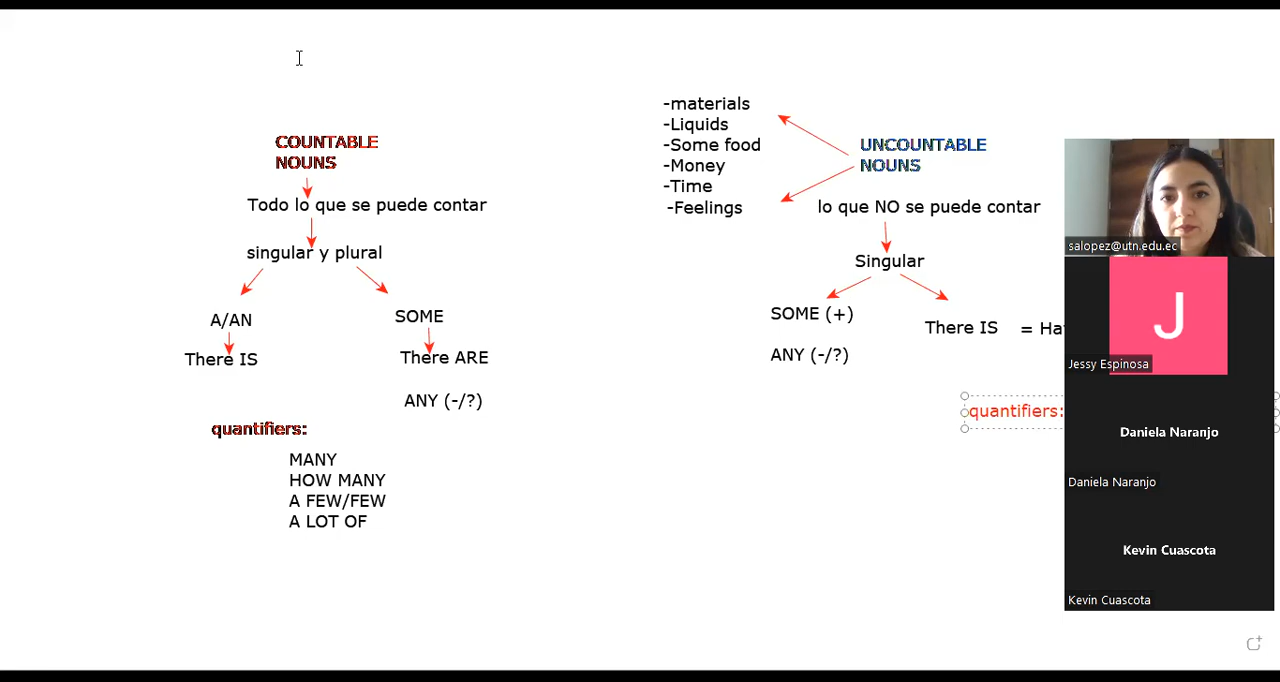 COUNTABLE
NOUNS
Todo lo que se puede contar
singular y plural
A/AN
There IS
SOME
There ARE
ANY (-/?)
quantifiers:
MANY
HOW MANY
A FEW/FEW
A LOT OF
-materials
-Liquids
-Some food
-Money
-Time
-Feelings
UNCOUNTABLE
NOUNS
lo que NO se puede contar
Singular
SOME (+)
ANY (-/?)
There IS
= Ha
quantifiers:
salopez@utn.edu.ec
J
Jessy Espinosa
Daniela Naranjo
Daniela Naranjo
Kevin Cuascota
Kevin Cuascota